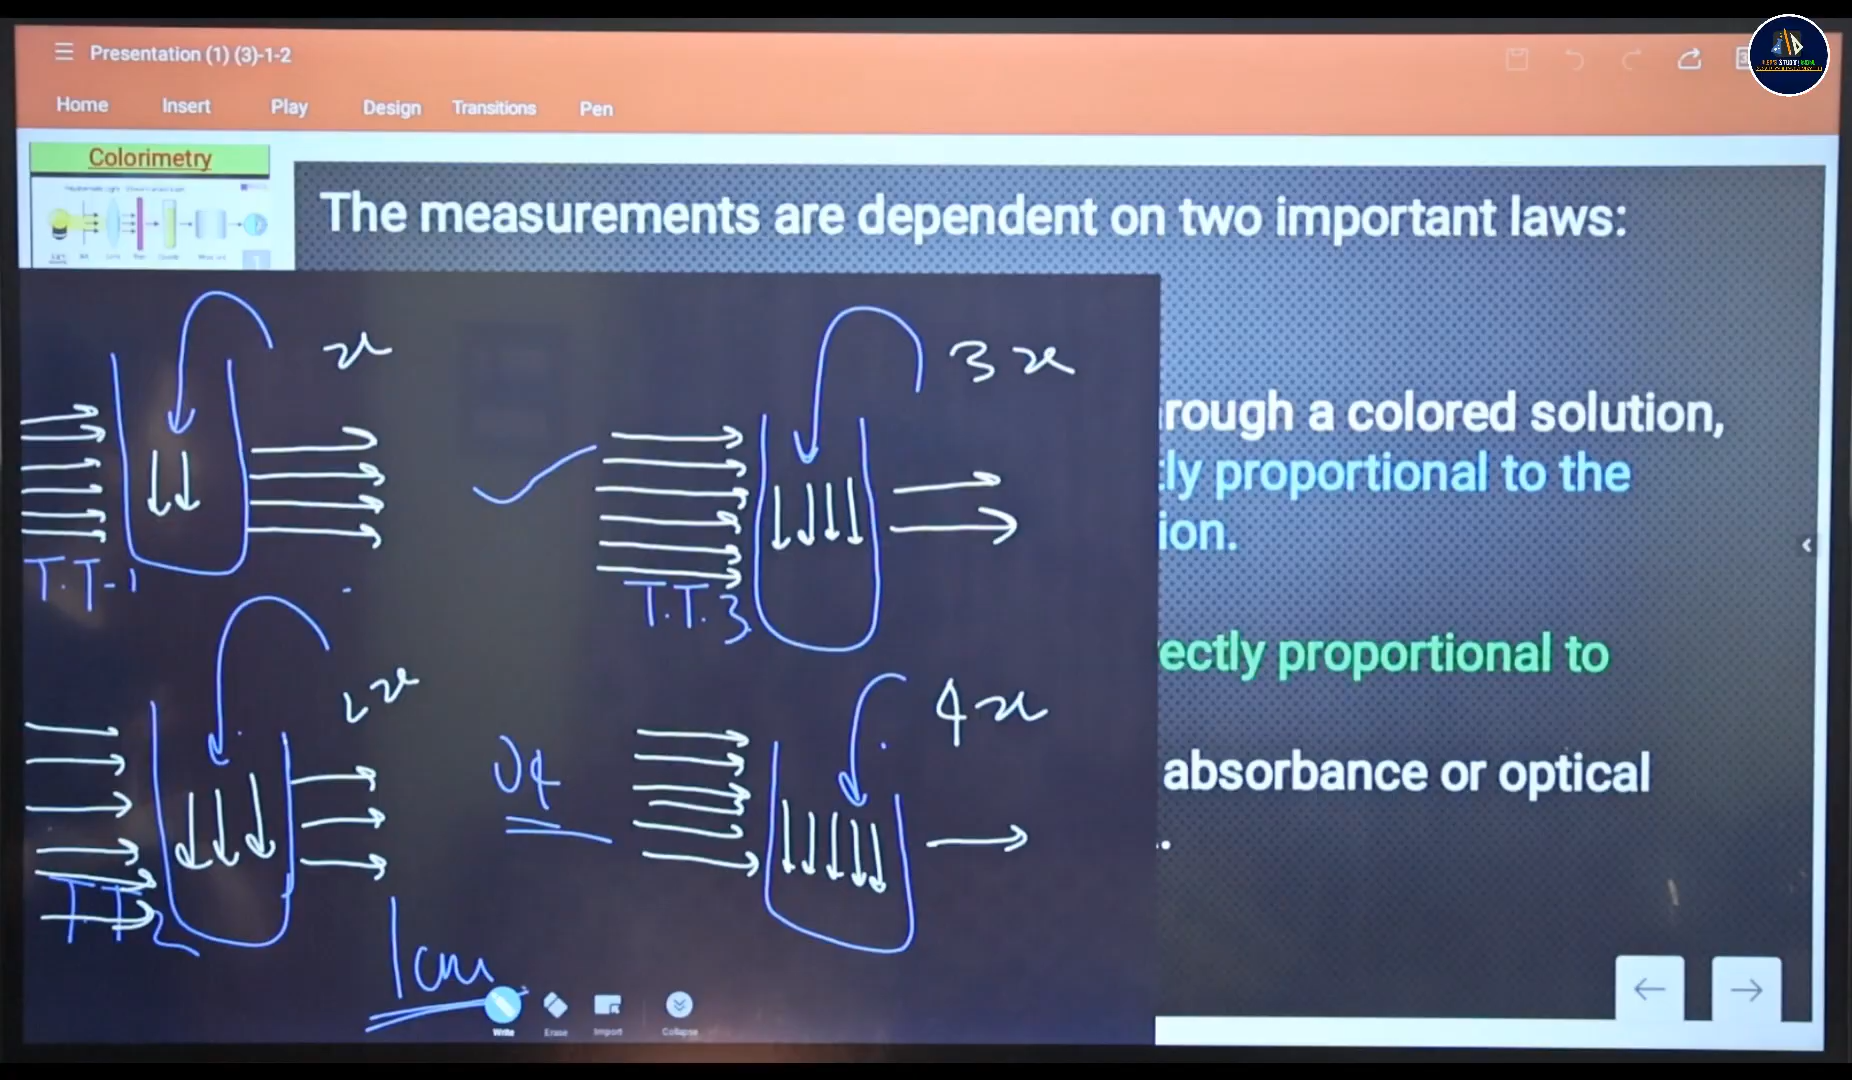 Presentation (1) (3)-1-2
Home Insert Play Design Transitions Pen
Colorimetry
The measurements are dependent on two important laws:
rough a colored solution,
ly proportional to the
ion.
ectly proportional to
absorbance or optical
x
3x
T.T-1
T.T.3
2x
4x
T.T2
1cm
Write Erase Import Collapse